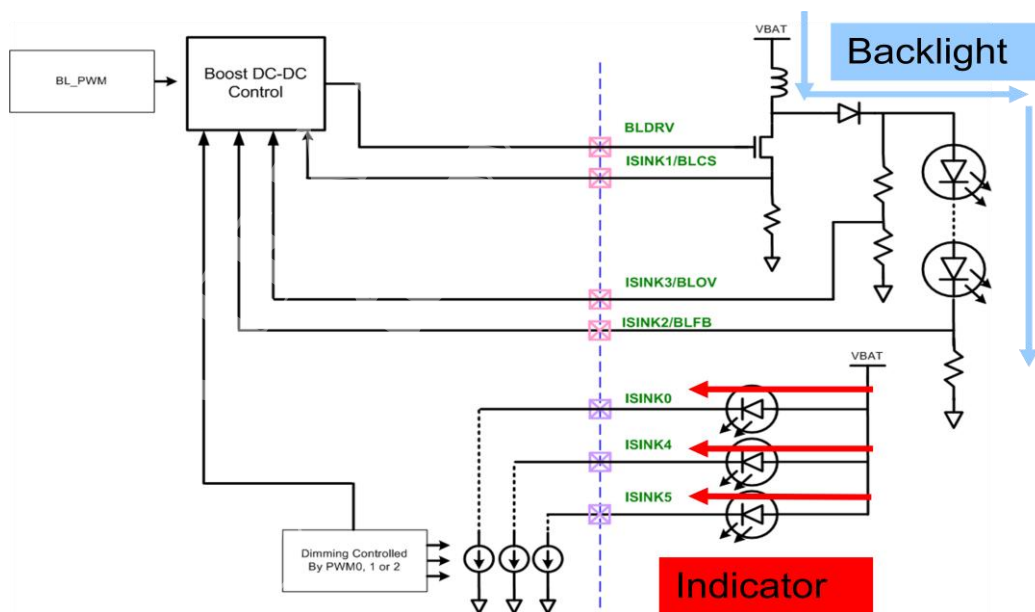 VBAT
Backlight
BL_PWM
Boost DC-DC
Control
BLDRV
ISINK1/BLCS
ISINK3/BLOV
ISINK2/BLFB
VBAT
ISINK0
ISINK4
ISINK5
Dimming Controlled
By PWM0, 1 or 2
Indicator